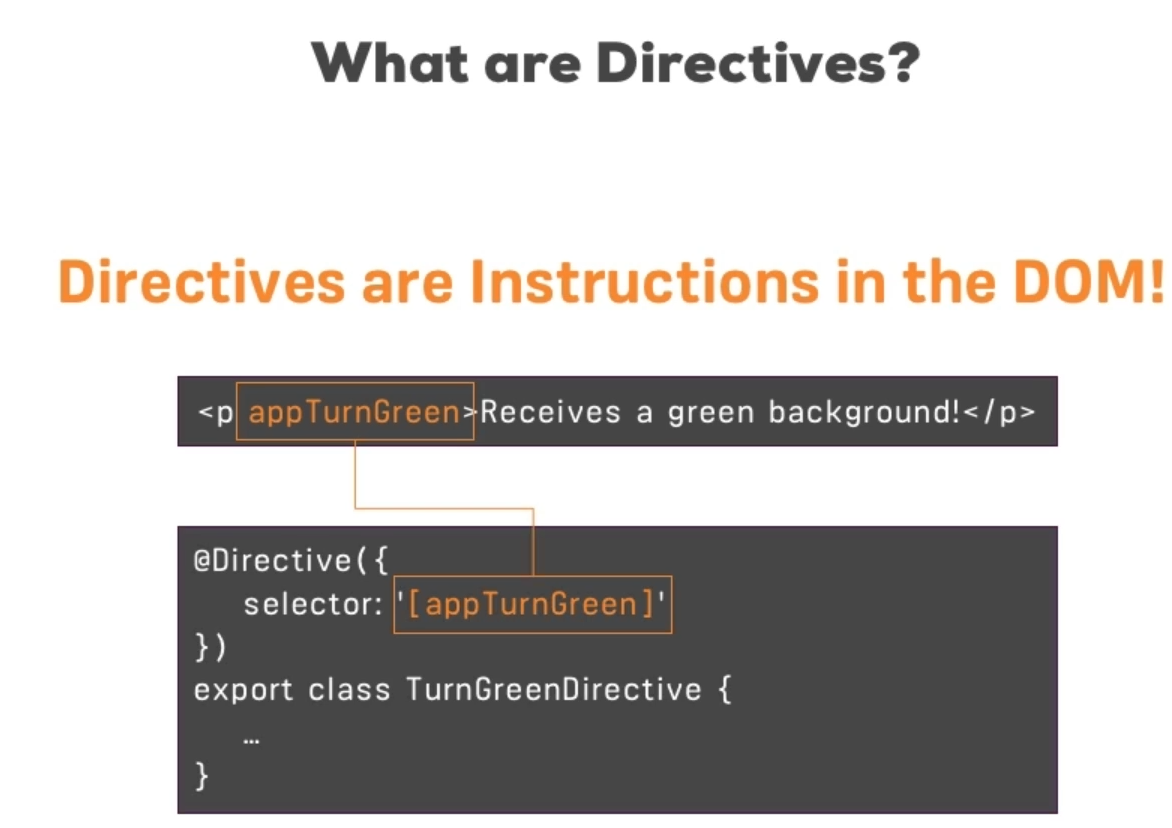 What are Directives?
Directives are Instructions in the DOM!
<p appTurnGreen>Receives a green background!</p>
@Directive({
selector: '[appTurnGreen]'
})
export class TurnGreenDirective {
…
}